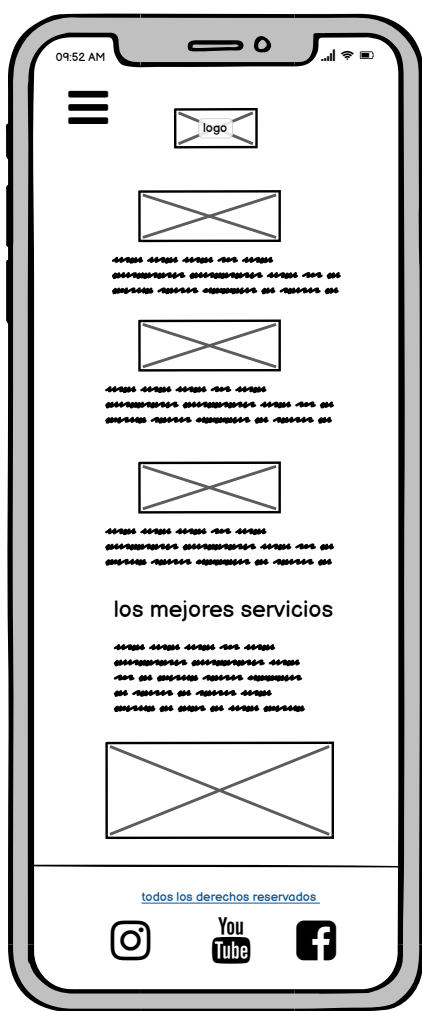 09:52 AM
logo
los mejores servicios
todos los derechos reservados
You
Tube